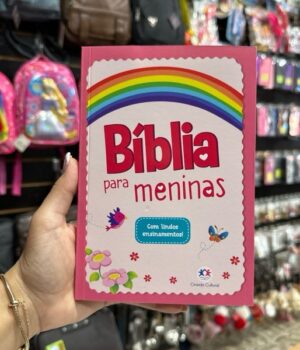 Bíblia
para meninas
Com lindos
ensinamentos!
Ciranda Cultural